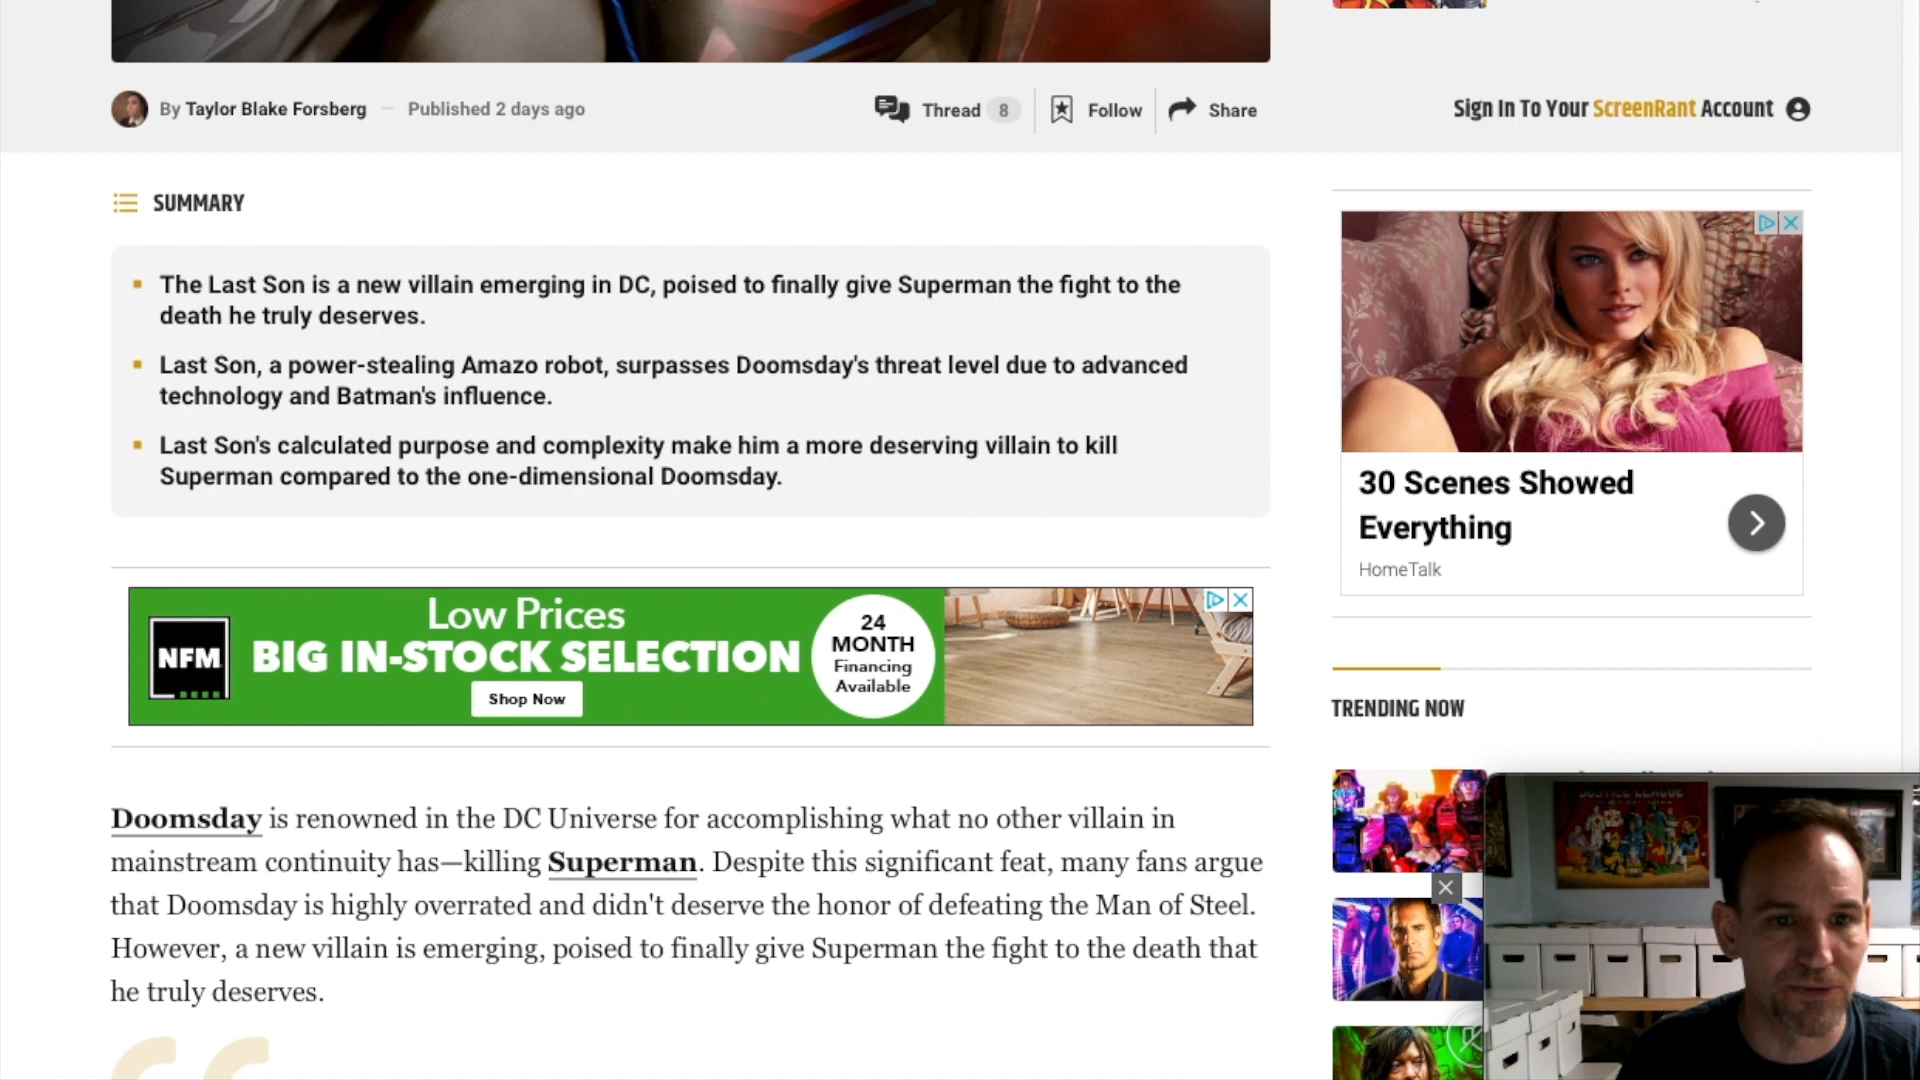 By Taylor Blake Forsberg — Published 2 days ago
Thread 8
Follow
Share
Sign In To Your ScreenRant Account
SUMMARY
The Last Son is a new villain emerging in DC, poised to finally give Superman the fight to the
death he truly deserves.
Last Son, a power-stealing Amazo robot, surpasses Doomsday's threat level due to advanced
technology and Batman's influence.
Last Son's calculated purpose and complexity make him a more deserving villain to kill
Superman compared to the one-dimensional Doomsday.
30 Scenes Showed
Everything
HomeTalk
NFM
Low Prices
BIG IN-STOCK SELECTION
Shop Now
24
MONTH
Financing
Available
TRENDING NOW
Doomsday is renowned in the DC Universe for accomplishing what no other villain in
mainstream continuity has—killing Superman. Despite this significant feat, many fans argue
that Doomsday is highly overrated and didn't deserve the honor of defeating the Man of Steel.
However, a new villain is emerging, poised to finally give Superman the fight to the death that
he truly deserves.
JUSTICE LEAGUE